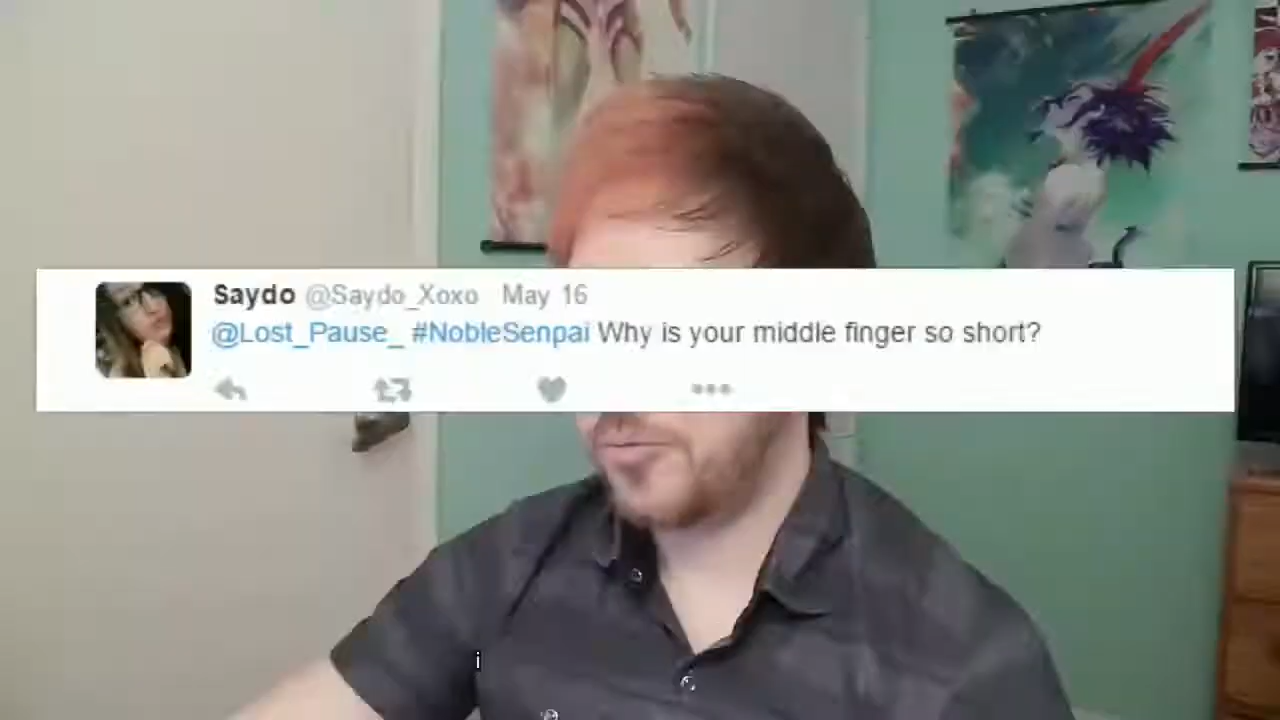 Saydo @Saydo_Xoxo May 16
@Lost_Pause_ #NobleSenpai Why is your middle finger so short?
i